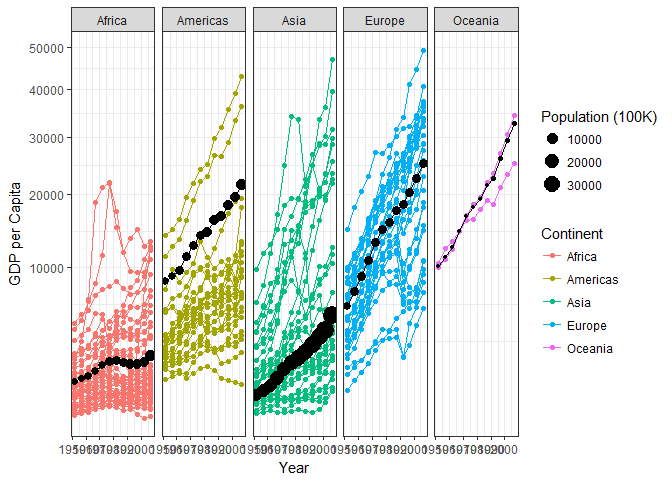 Africa
Americas
Asia
Europe
Oceania
50000
40000
30000
20000
10000
GDP per Capita
Year
Population (100K)
10000
20000
30000
Continent
Africa
Americas
Asia
Europe
Oceania